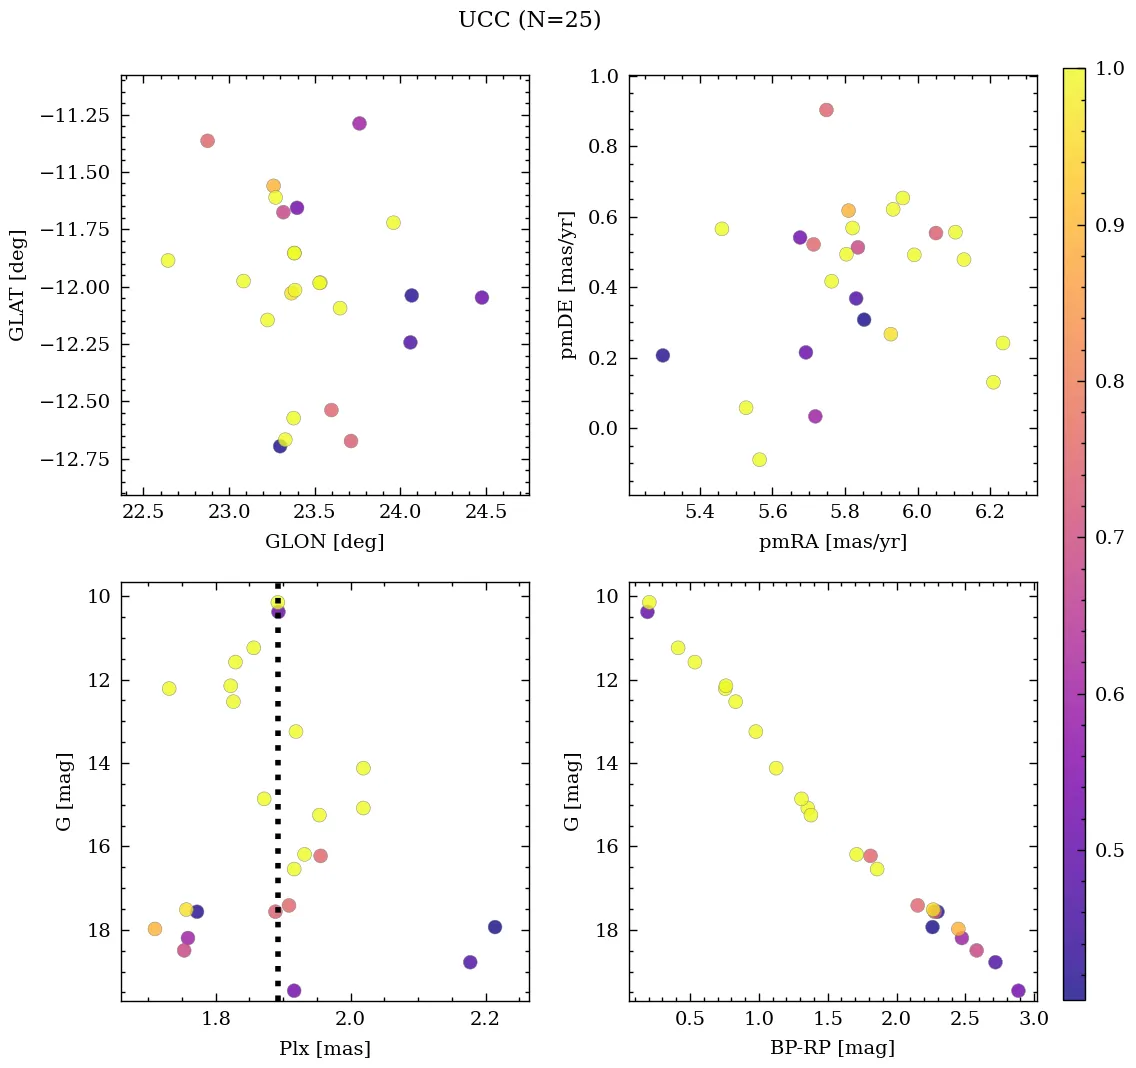 UCC (N=25)
−11.25
−11.50
−11.75
−12.00
−12.25
−12.50
−12.75
GLAT [deg]
22.5 23.0 23.5 24.0 24.5
GLON [deg]
1.0
0.8
0.6
0.4
0.2
0.0
pmDE [mas/yr]
5.4 5.6 5.8 6.0 6.2
pmRA [mas/yr]
10
12
14
16
18
G [mag]
1.8 2.0 2.2
Plx [mas]
10
12
14
16
18
G [mag]
0.5 1.0 1.5 2.0 2.5 3.0
BP-RP [mag]
1.0
0.9
0.8
0.7
0.6
0.5